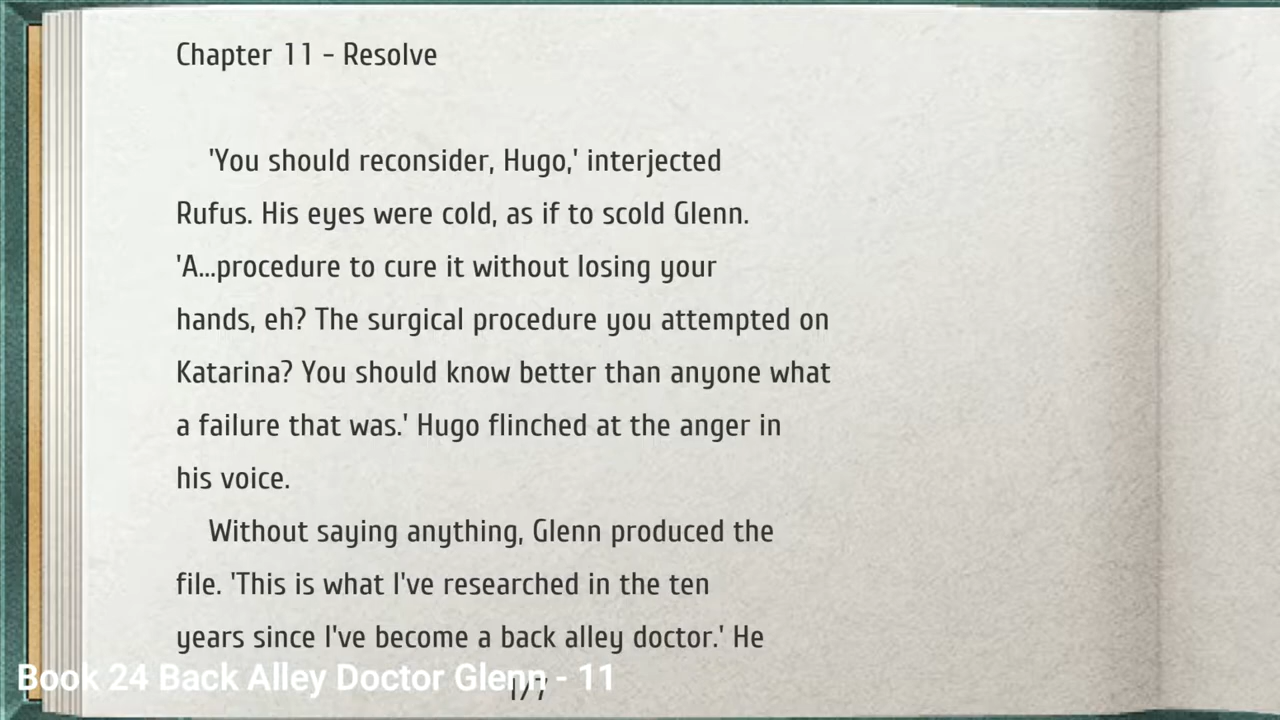 Chapter 11 - Resolve
'You should reconsider, Hugo,' interjected
Rufus. His eyes were cold, as if to scold Glenn.
'A...procedure to cure it without losing your
hands, eh? The surgical procedure you attempted on
Katarina? You should know better than anyone what
a failure that was.' Hugo flinched at the anger in
his voice.
Without saying anything, Glenn produced the
file. 'This is what I've researched in the ten
years since I've become a back alley doctor.' He
Book 24 Back Alley Doctor Glenn - 11
1/7